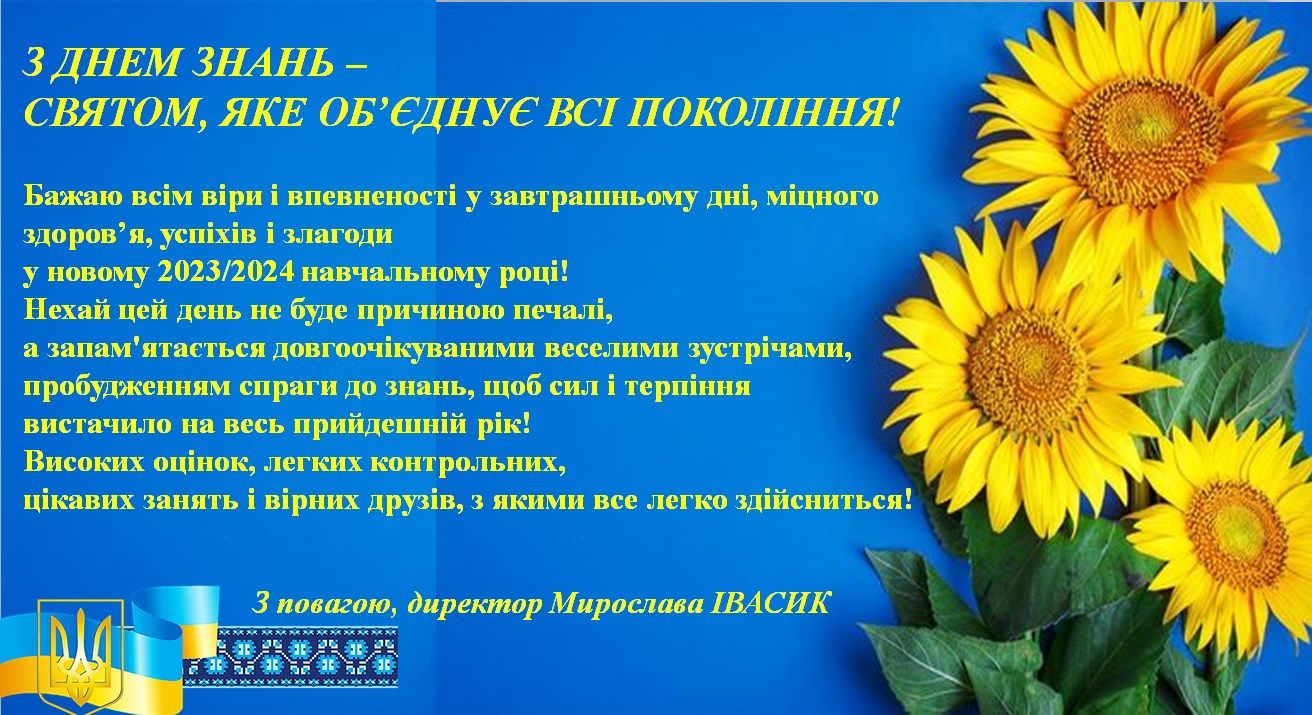 З ДНЕМ ЗНАНЬ –
СВЯТОМ, ЯКЕ ОБ’ЄДНУЄ ВСІ ПОКОЛІННЯ!
Бажаю всім віри і впевненості у завтрашньому дні, міцного
здоров’я, успіхів і злагоди
у новому 2023/2024 навчальному році!
Нехай цей день не буде причиною печалі,
а запам'ятається довгоочікуваними веселими зустрічами,
пробудженням спраги до знань, щоб сил і терпіння
вистачило на весь прийдешній рік!
Високих оцінок, легких контрольних,
цікавих занять і вірних друзів, з якими все легко здійсниться!
З повагою, директор Мирослава ІВАСИК